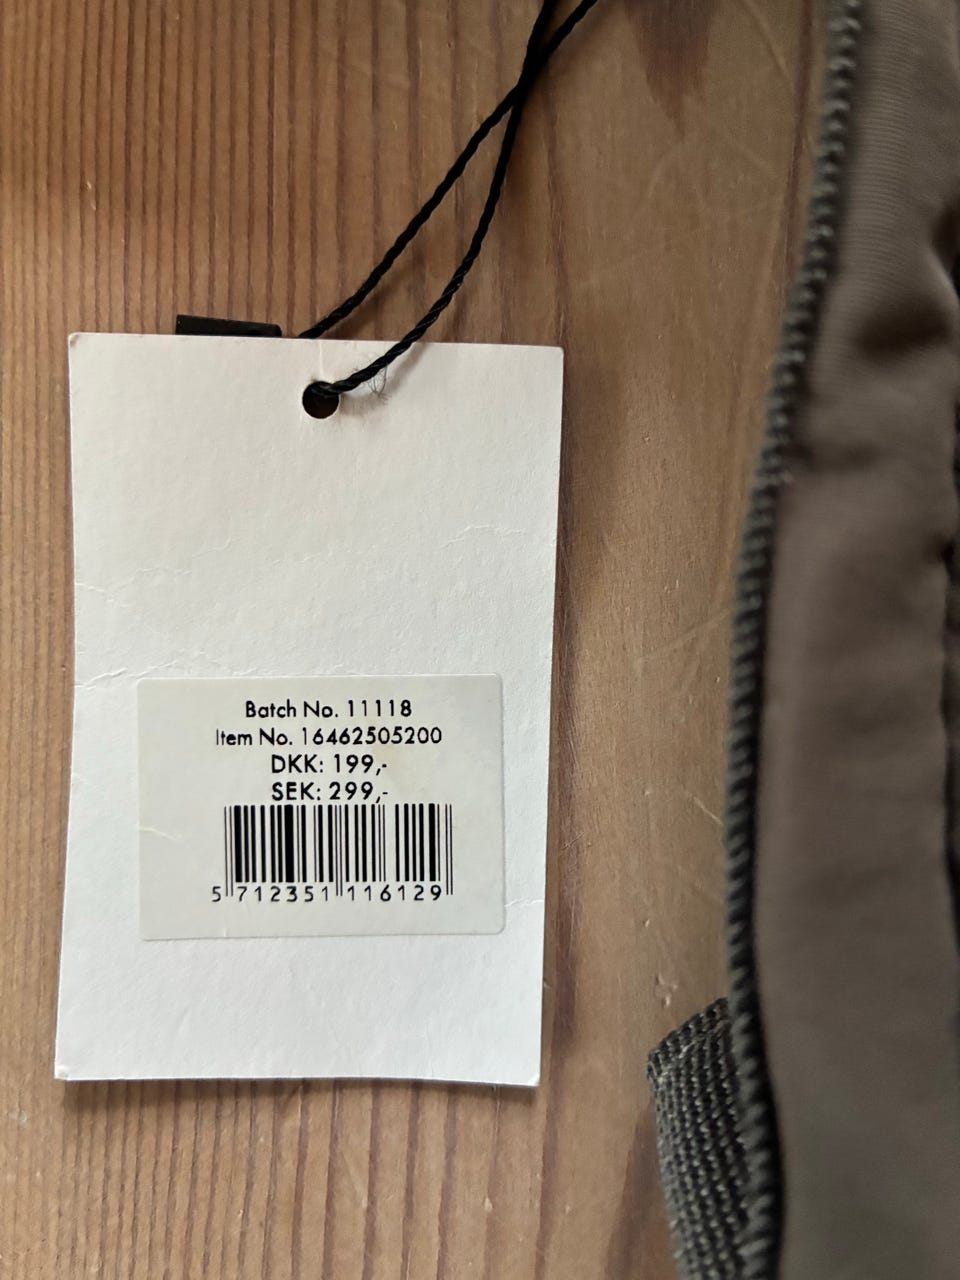 Batch No. 11118
Item No. 16462505200
DKK: 199,-
SEK: 299,-
5 712351 116129